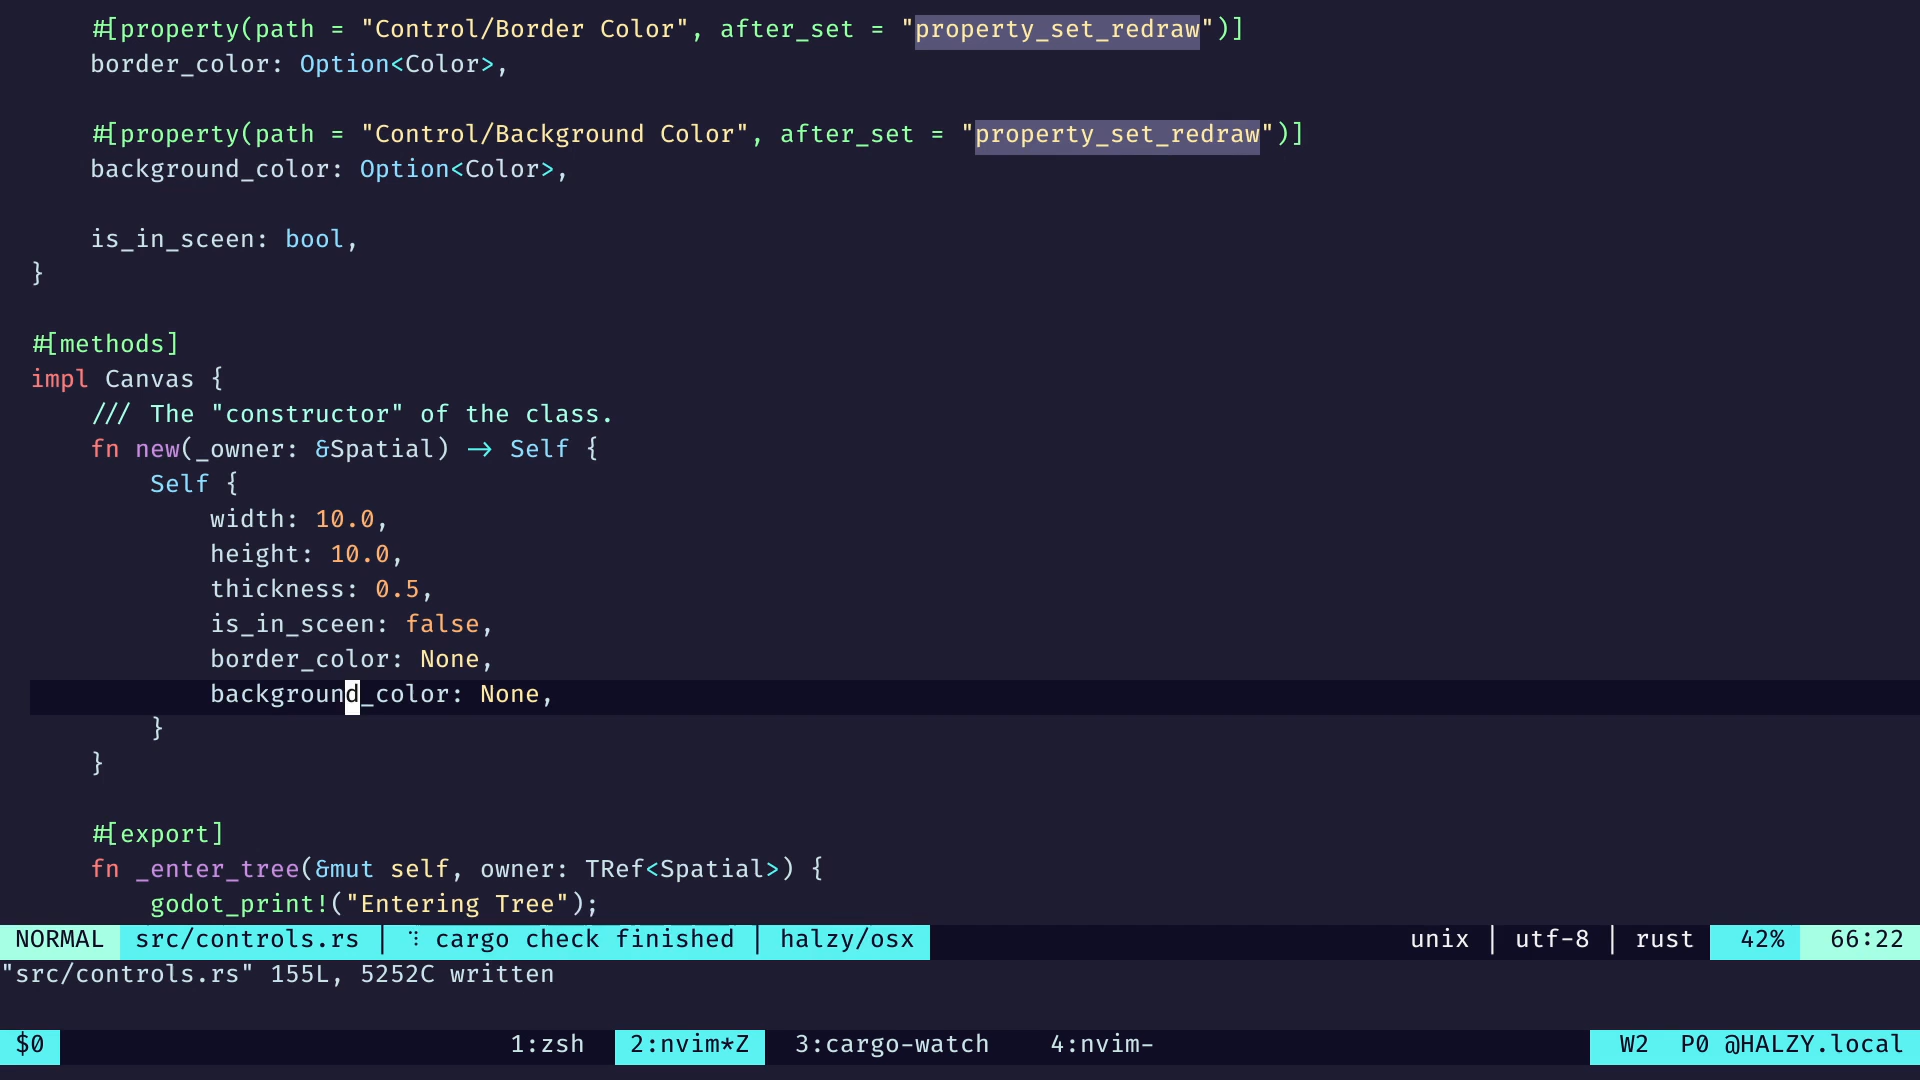 #[property(path = "Control/Border Color", after_set = "property_set_redraw")]
border_color: Option<Color>,
#[property(path = "Control/Background Color", after_set = "property_set_redraw")]
background_color: Option<Color>,
is_in_sceen: bool,
}
#[methods]
impl Canvas {
/// The "constructor" of the class.
fn new(_owner: &Spatial) -> Self {
Self {
width: 10.0,
height: 10.0,
thickness: 0.5,
is_in_sceen: false,
border_color: None,
background_color: None,
}
}
#[export]
fn _enter_tree(&mut self, owner: TRef<Spatial>) {
godot_print!("Entering Tree");
NORMAL src/controls.rs | ⠹ cargo check finished | halzy/osx unix | utf-8 | rust 42% 66:22
"src/controls.rs" 155L, 5252C written
$0 1:zsh 2:nvim*Z 3:cargo-watch 4:nvim- W2 P0 @HALZY.local